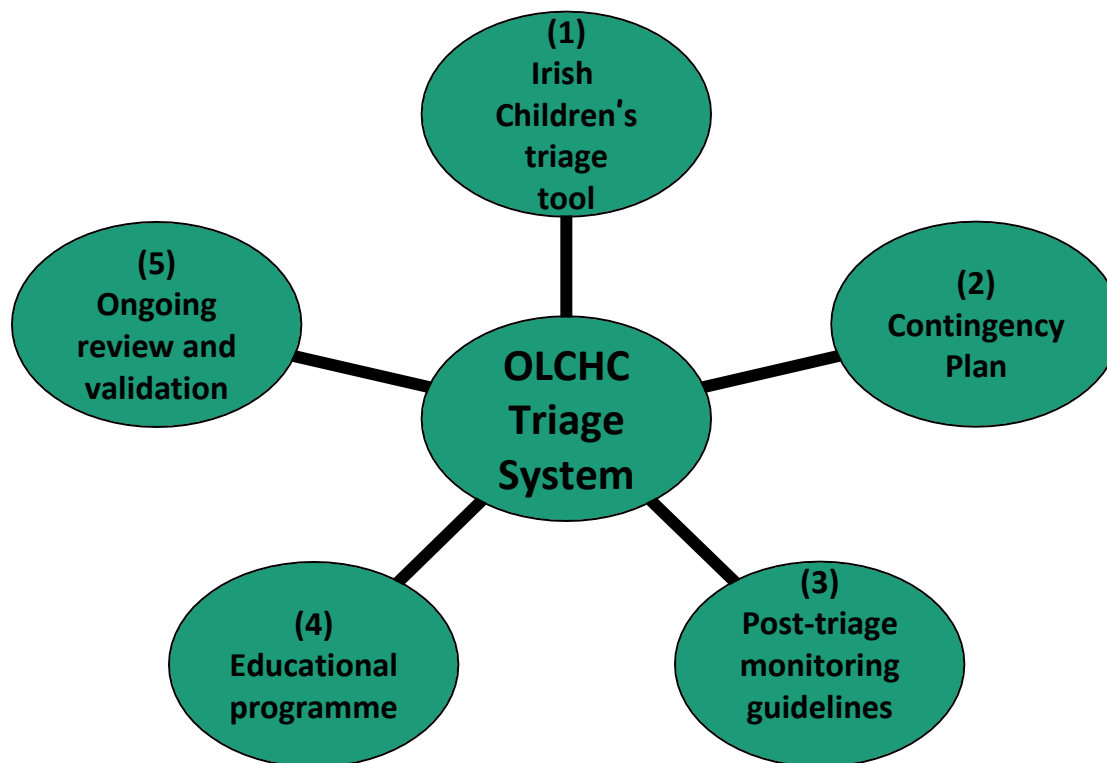 (1)
Irish
Children's
triage
tool
(2)
Contingency
Plan
(3)
Post-triage
monitoring
guidelines
(4)
Educational
programme
(5)
Ongoing
review and
validation
OLCHC
Triage
System